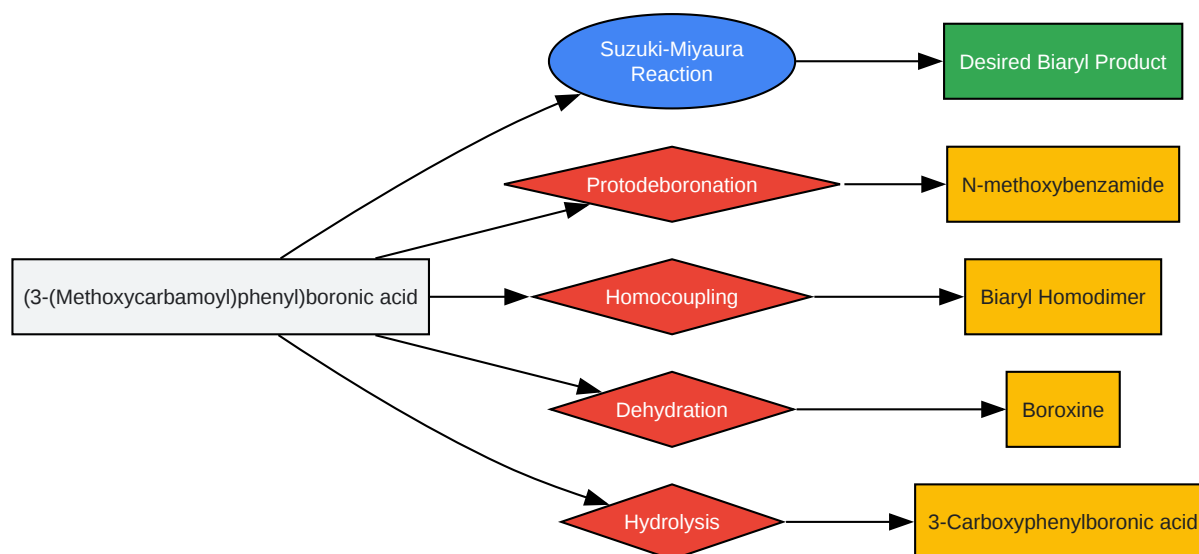 Suzuki-Miyaura
Reaction
Desired Biaryl Product
Protodeboronation
N-methoxybenzamide
(3-(Methoxycarbamoyl)phenyl)boronic acid
Homocoupling
Biaryl Homodimer
Dehydration
Boroxine
Hydrolysis
3-Carboxyphenylboronic acid